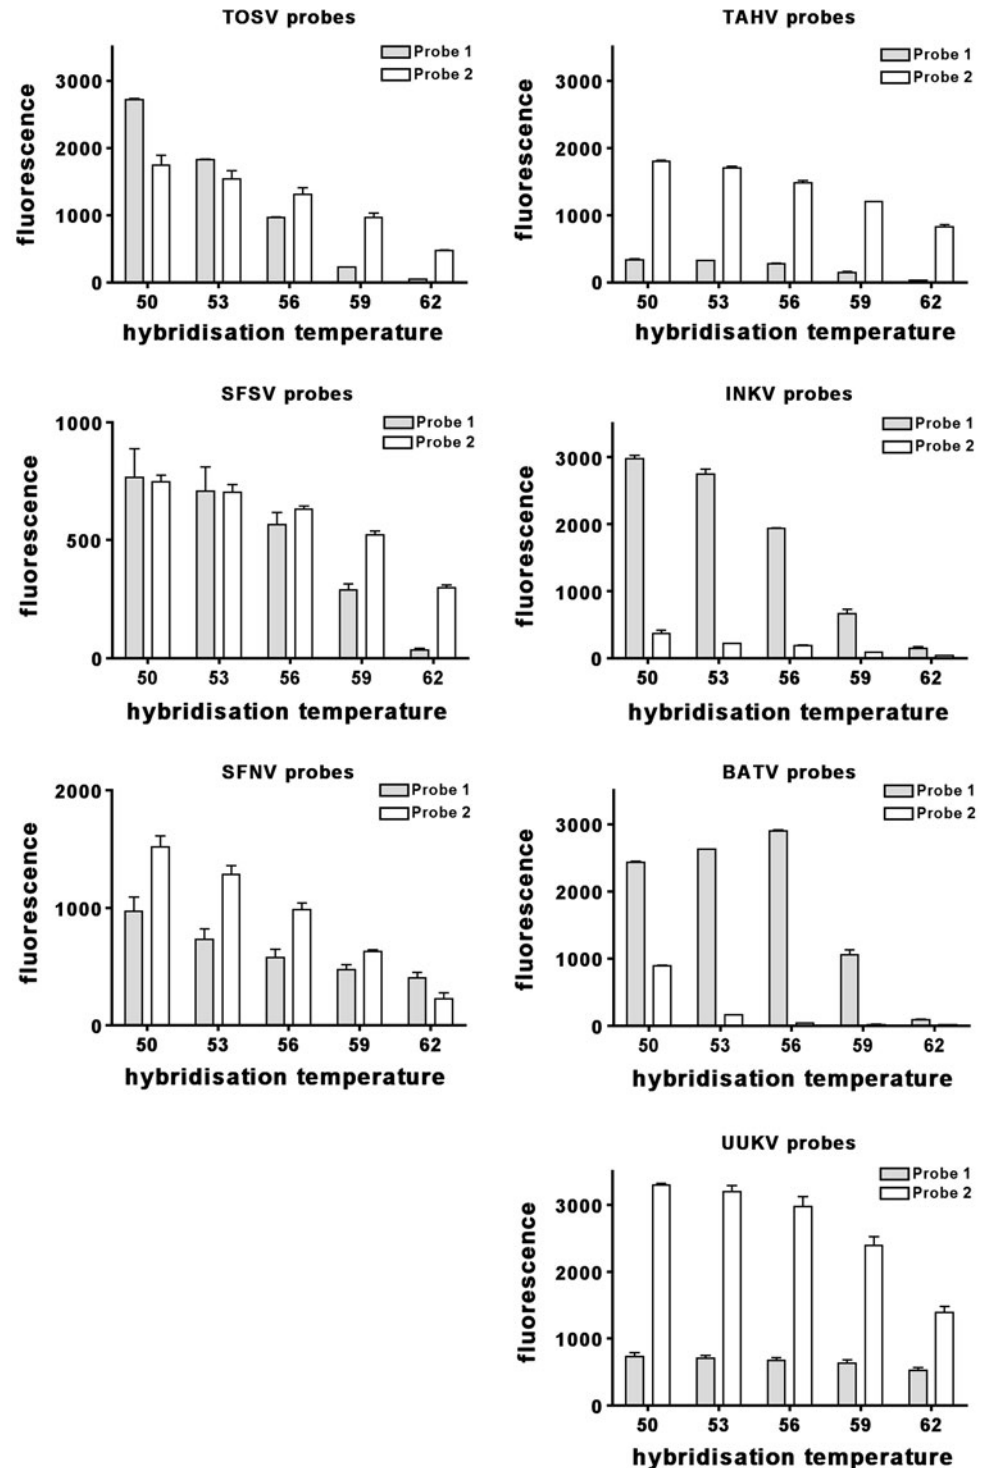 TOSV probes
Probe 1
Probe 2
fluorescence
3000
2000
1000
0
50 53 56 59 62
hybridisation temperature
TAHV probes
Probe 1
Probe 2
fluorescence
3000
2000
1000
0
50 53 56 59 62
hybridisation temperature
SFSV probes
Probe 1
Probe 2
fluorescence
1000
500
0
50 53 56 59 62
hybridisation temperature
INKV probes
Probe 1
Probe 2
fluorescence
3000
2000
1000
0
50 53 56 59 62
hybridisation temperature
SFNV probes
Probe 1
Probe 2
fluorescence
2000
1000
0
50 53 56 59 62
hybridisation temperature
BATV probes
Probe 1
Probe 2
fluorescence
3000
2000
1000
0
50 53 56 59 62
hybridisation temperature
UUKV probes
Probe 1
Probe 2
fluorescence
3000
2000
1000
0
50 53 56 59 62
hybridisation temperature